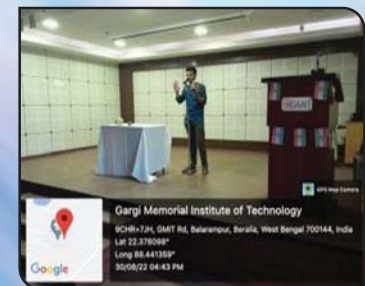 GMIT
GPS Map Camera
Gargi Memorial Institute of Technology
9CHR+7JH, GMIT Rd, Balarampur, Beralia, West Bengal 700144, India
Lat 22.378098°
Long 88.441359°
30/08/22 04:43 PM
Google